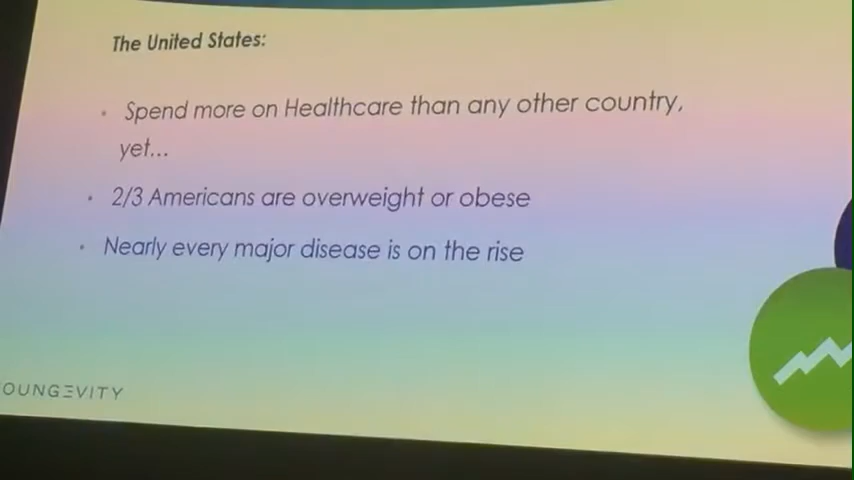 The United States:
• Spend more on Healthcare than any other country,
yet...
• 2/3 Americans are overweight or obese
• Nearly every major disease is on the rise
OUNGEVITY